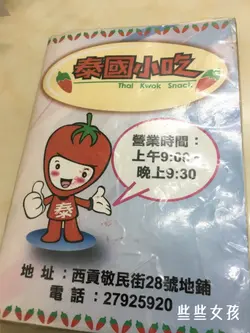 泰國小吃
Thai Kwok Snack
營業時間：
上午9:00-
晚上9:30
泰
地 址：西貢敬民街28號地鋪
電 話：27925920
些些女孩